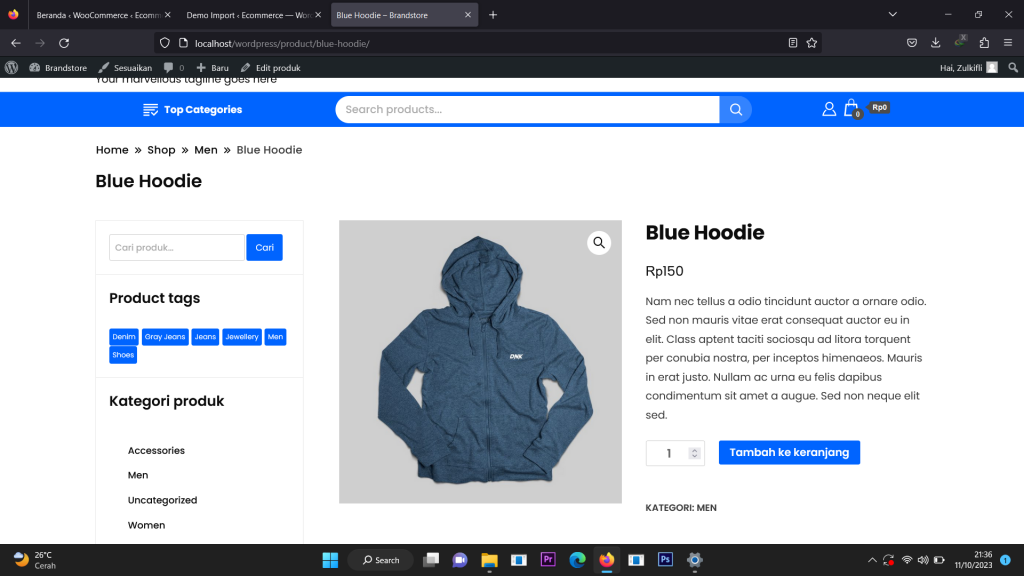 Beranda ‹ WooCommerce ‹ Ecomm
Demo Import ‹ Ecommerce — Woo
Blue Hoodie – Brandstore
localhost/wordpress/product/blue-hoodie/
Brandstore
Sesuaikan
0
Baru
Edit produk
Hai, Zulkifli
Your marvellous tagline goes here
Top Categories
Search products...
0
Rp0
Home » Shop » Men » Blue Hoodie
Blue Hoodie
Cari produk...
Cari
Product tags
Denim
Gray Jeans
Jeans
Jewellery
Men
Shoes
Kategori produk
Accessories
Men
Uncategorized
Women
DNK
Blue Hoodie
Rp150
Nam nec tellus a odio tincidunt auctor a ornare odio.
Sed non mauris vitae erat consequat auctor eu in
elit. Class aptent taciti sociosqu ad litora torquent
per conubia nostra, per inceptos himenaeos. Mauris
in erat justo. Nullam ac urna eu felis dapibus
condimentum sit amet a augue. Sed non neque elit
sed.
1
Tambah ke keranjang
KATEGORI: MEN
26°C
Cerah
Search
Pr
Ps
21:36
11/10/2023
1